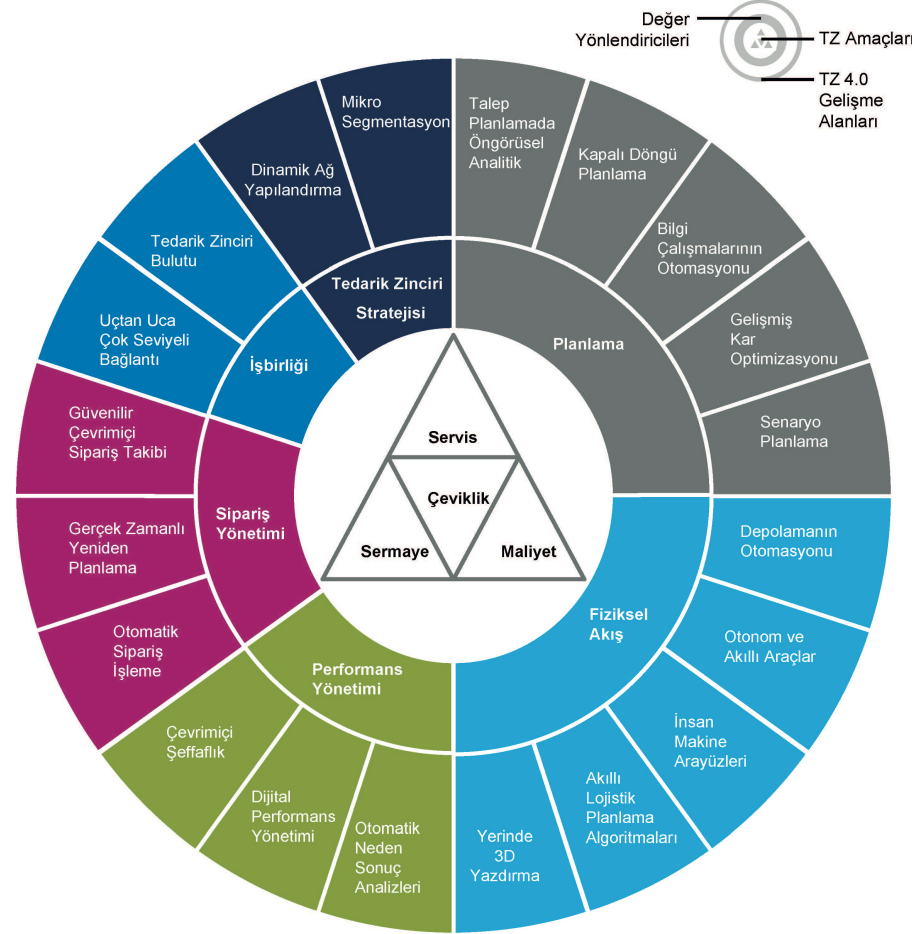 Değer
Yönlendiricileri
TZ Amaçları
TZ 4.0
Gelişme
Alanları
Mikro
Segmentasyon
Dinamik Ağ
Yapılandırma
Tedarik Zinciri
Stratejisi
Talep
Planlamada
Öngörüsel
Analitik
Kapalı Döngü
Planlama
Bilgi
Çalışmalarının
Otomasyonu
Gelişmiş
Kar
Optimizasyonu
Senaryo
Planlama
Planlama
Tedarik Zinciri
Bulutu
Uçtan Uca
Çok Seviyeli
Bağlantı
İşbirliği
Güvenilir
Çevrimiçi
Sipariş Takibi
Gerçek Zamanlı
Yeniden
Planlama
Otomatik
Sipariş
İşleme
Sipariş
Yönetimi
Servis
Çeviklik
Sermaye
Maliyet
Depolamanın
Otomasyonu
Otonom ve
Akıllı Araçlar
İnsan
Makine
Arayüzleri
Akıllı
Lojistik
Planlama
Algoritmaları
Yerinde
3D
Yazdırma
Fiziksel
Akış
Performans
Yönetimi
Çevrimiçi
Şeffaflık
Dijital
Performans
Yönetimi
Otomatik
Neden
Sonuç
Analizleri